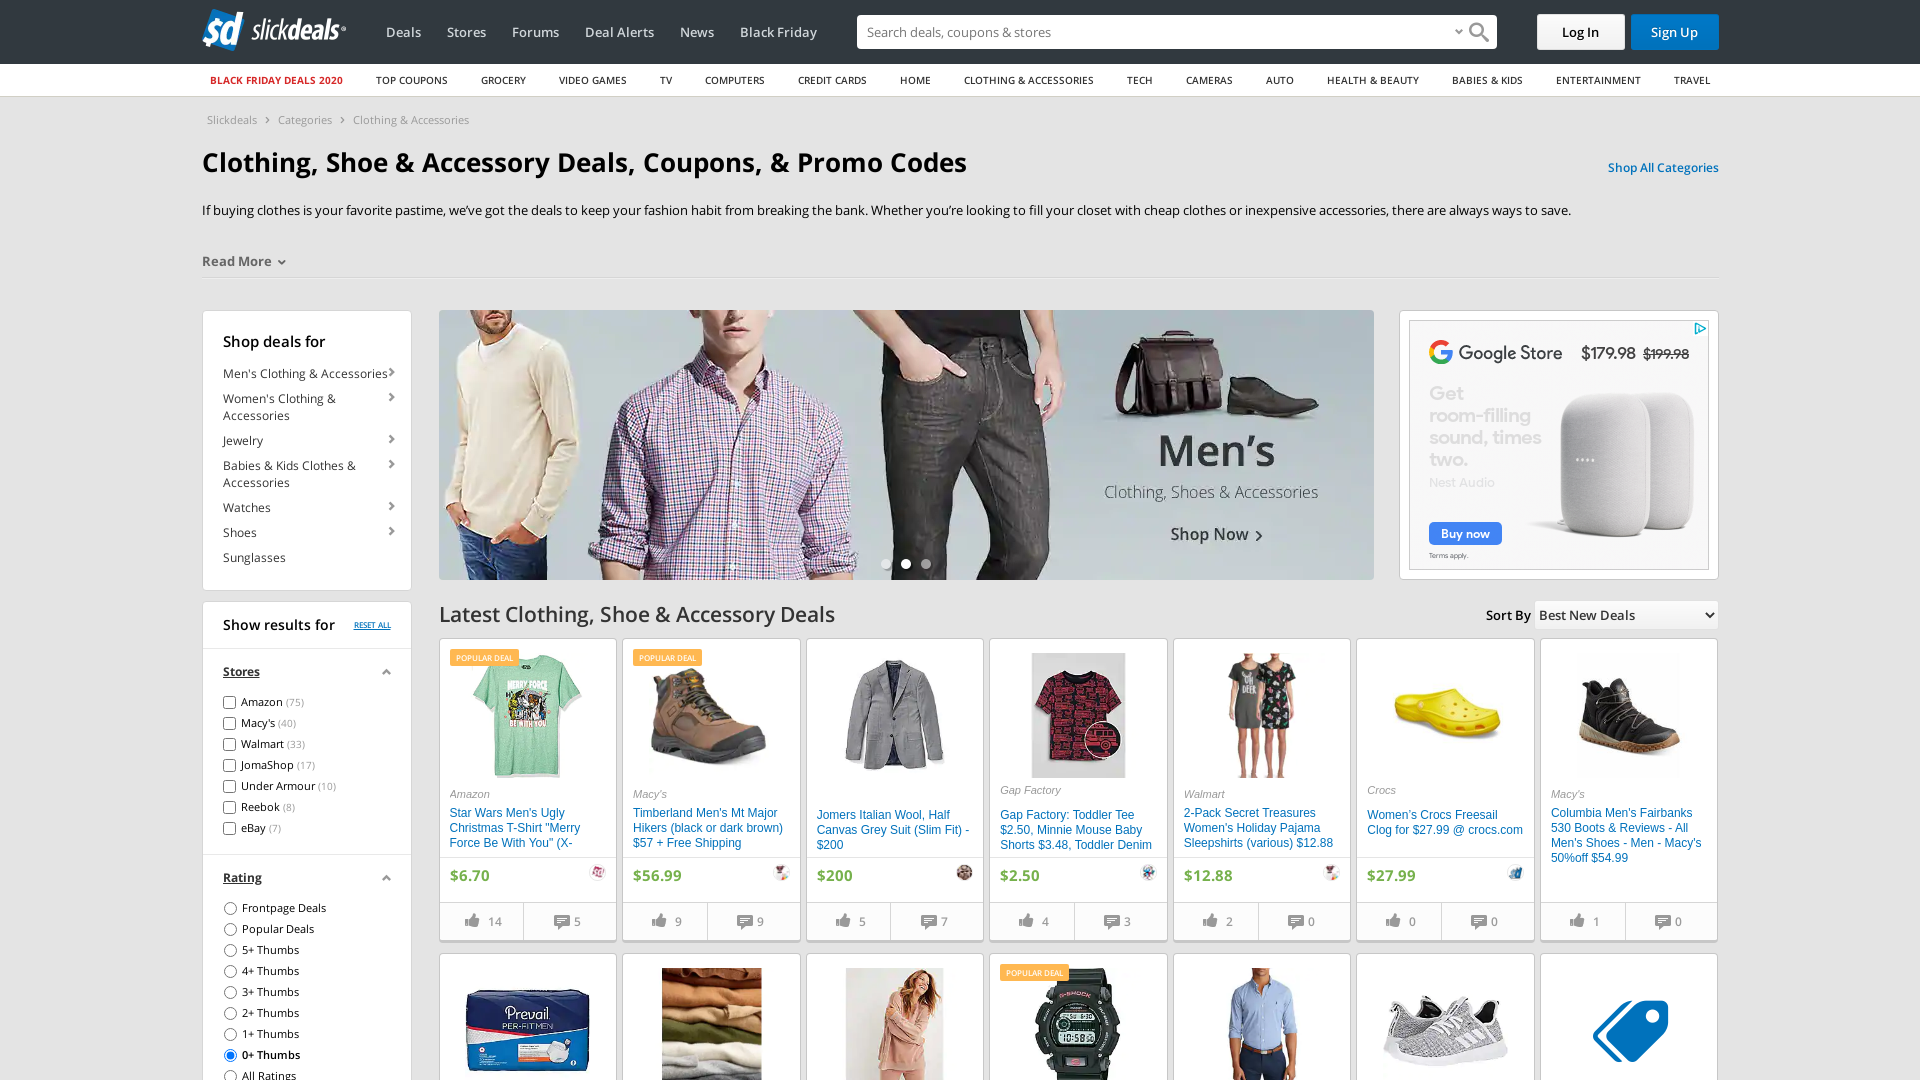 slickdeals
Deals
Stores
Forums
Deal Alerts
News
Black Friday
Search deals, coupons & stores
Log In
Sign Up
BLACK FRIDAY DEALS 2020
TOP COUPONS
GROCERY
VIDEO GAMES
TV
COMPUTERS
CREDIT CARDS
HOME
CLOTHING & ACCESSORIES
TECH
CAMERAS
AUTO
HEALTH & BEAUTY
BABIES & KIDS
ENTERTAINMENT
TRAVEL
Slickdeals
Categories
Clothing & Accessories
Clothing, Shoe & Accessory Deals, Coupons, & Promo Codes
Shop All Categories
If buying clothes is your favorite pastime, we’ve got the deals to keep your fashion habit from breaking the bank. Whether you’re looking to fill your closet with cheap clothes or inexpensive accessories, there are always ways to save.
Read More
Shop deals for
Men's Clothing & Accessories
Women's Clothing &
Accessories
Jewelry
Babies & Kids Clothes &
Accessories
Watches
Shoes
Sunglasses
Men’s
Clothing, Shoes & Accessories
Shop Now
Google Store
$179.98 $199.98
Get
room-filling
sound, times
two.
Nest Audio
Buy now
Terms apply.
Show results for
RESET ALL
Stores
Amazon (75)
Macy's (40)
Walmart (33)
JomaShop (17)
Under Armour (10)
Reebok (8)
eBay (7)
Rating
Frontpage Deals
Popular Deals
5+ Thumbs
4+ Thumbs
3+ Thumbs
2+ Thumbs
1+ Thumbs
0+ Thumbs
All Ratings
Latest Clothing, Shoe & Accessory Deals
Sort By
Best New Deals
POPULAR DEAL
MERRY FORCE
BE WITH YOU
Amazon
Star Wars Men's Ugly
Christmas T-Shirt "Merry
Force Be With You" (X-
$6.70
14
5
POPULAR DEAL
Macy's
Timberland Men's Mt Major
Hikers (black or dark brown)
$57 + Free Shipping
$56.99
9
9
Jomers Italian Wool, Half
Canvas Grey Suit (Slim Fit) -
$200
$200
5
7
Gap Factory
Gap Factory: Toddler Tee
$2.50, Minnie Mouse Baby
Shorts $3.48, Toddler Denim
$2.50
4
3
OH
DEER
Walmart
2-Pack Secret Treasures
Women's Holiday Pajama
Sleepshirts (various) $12.88
$12.88
2
0
Crocs
Women’s Crocs Freesail
Clog for $27.99 @ crocs.com
$27.99
0
0
Macy's
Columbia Men's Fairbanks
530 Boots & Reviews - All
Men's Shoes - Men - Macy's
50%off $54.99
1
0
Prevail
PER-FIT MEN
POPULAR DEAL
G-SHOCK
10:58